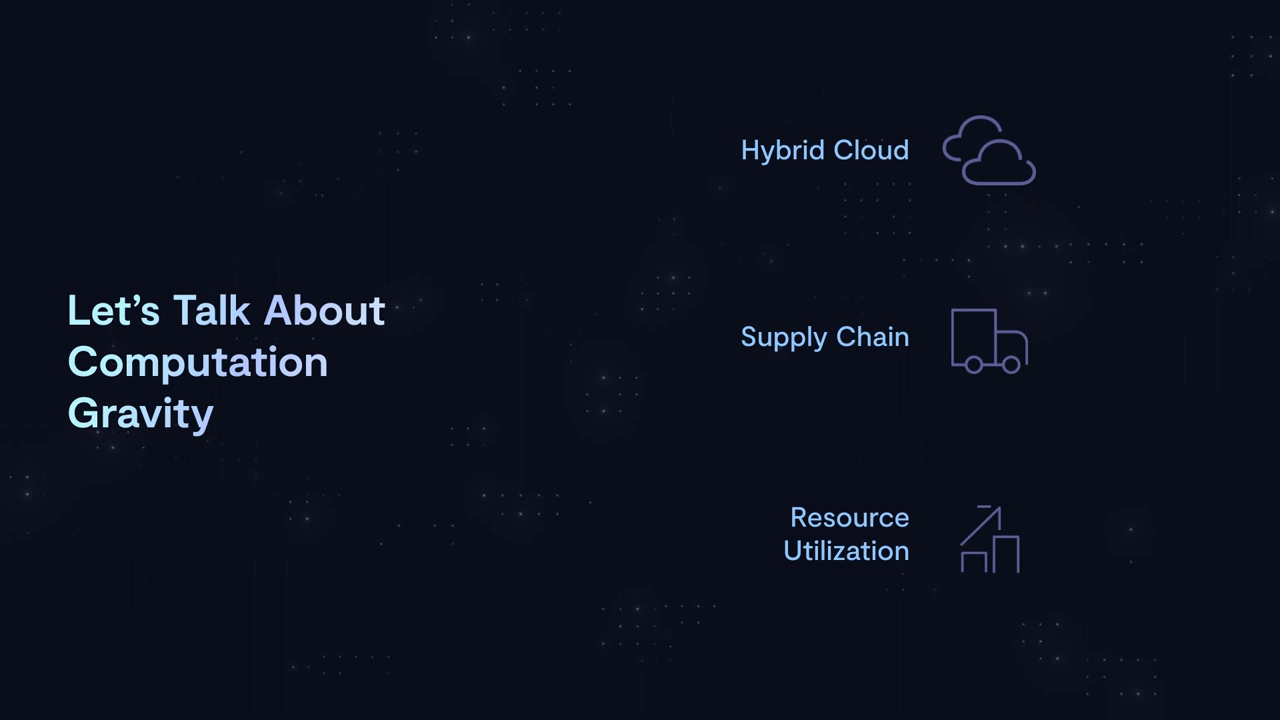 Let’s Talk About
Computation
Gravity
Hybrid Cloud
Supply Chain
Resource
Utilization